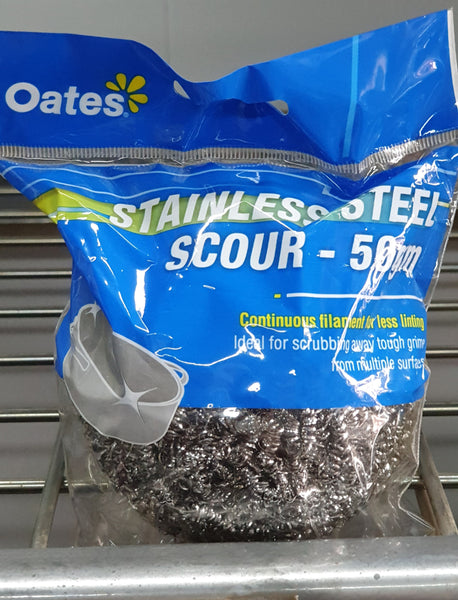 Oates
STAINLESS STEEL
SCOUR - 50gm
Continuous filament for less linting
Ideal for scrubbing away tough grime
from multiple surfaces